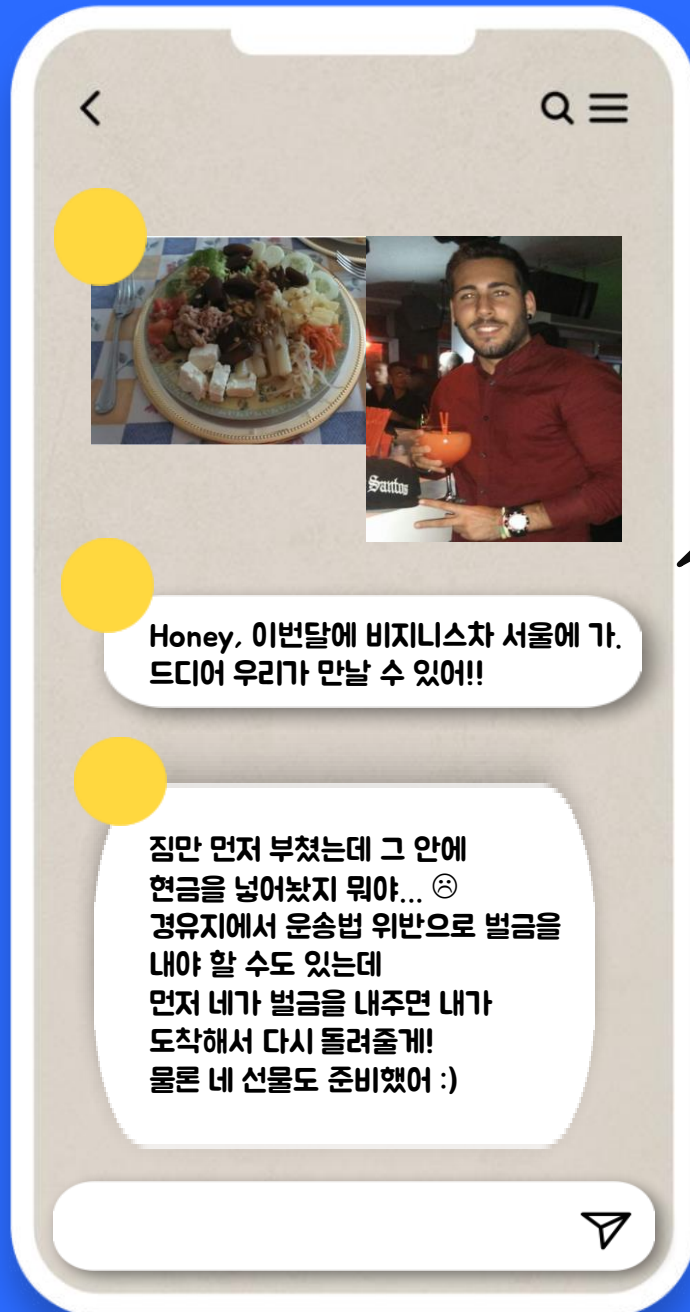 Santos
Honey, 이번달에 비지니스차 서울에 가.
드디어 우리가 만날 수 있어!!
짐만 먼저 부쳤는데 그 안에
현금을 넣어놨지 뭐야... ☹
경유지에서 운송법 위반으로 벌금을
내야 할 수도 있는데
먼저 네가 벌금을 내주면 내가
도착해서 다시 돌려줄게!
물론 네 선물도 준비했어 :)